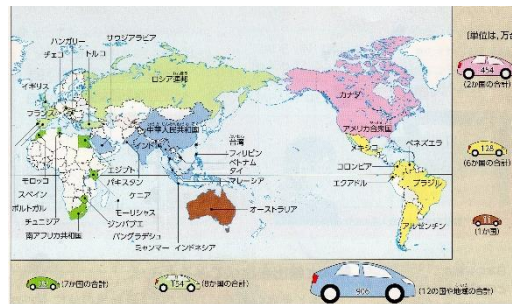 (単位は,万台
ハンガリー
サウジアラビア
チェコ
トルコ
ロシア連邦
イギリス
フランス
中華人民共和国
インド
台湾
フィリピン
ベトナム
タイ
マレーシア
エジプト
パキスタン
ケニア
モーリシャス
ジンバブエ
バングラデシュ
ミャンマー
インドネシア
モロッコ
スペイン
ポルトガル
チュニジア
南アフリカ共和国
オーストラリア
カナダ
アメリカ合衆国
メキシコ
ベネズエラ
コロンビア
エクアドル
ブラジル
アルゼンチン
454
(2か国の合計)
128
(6か国の合計)
(1か国)
(7か国の合計)
154
(8か国の合計)
906
(12の国や地域の合計)